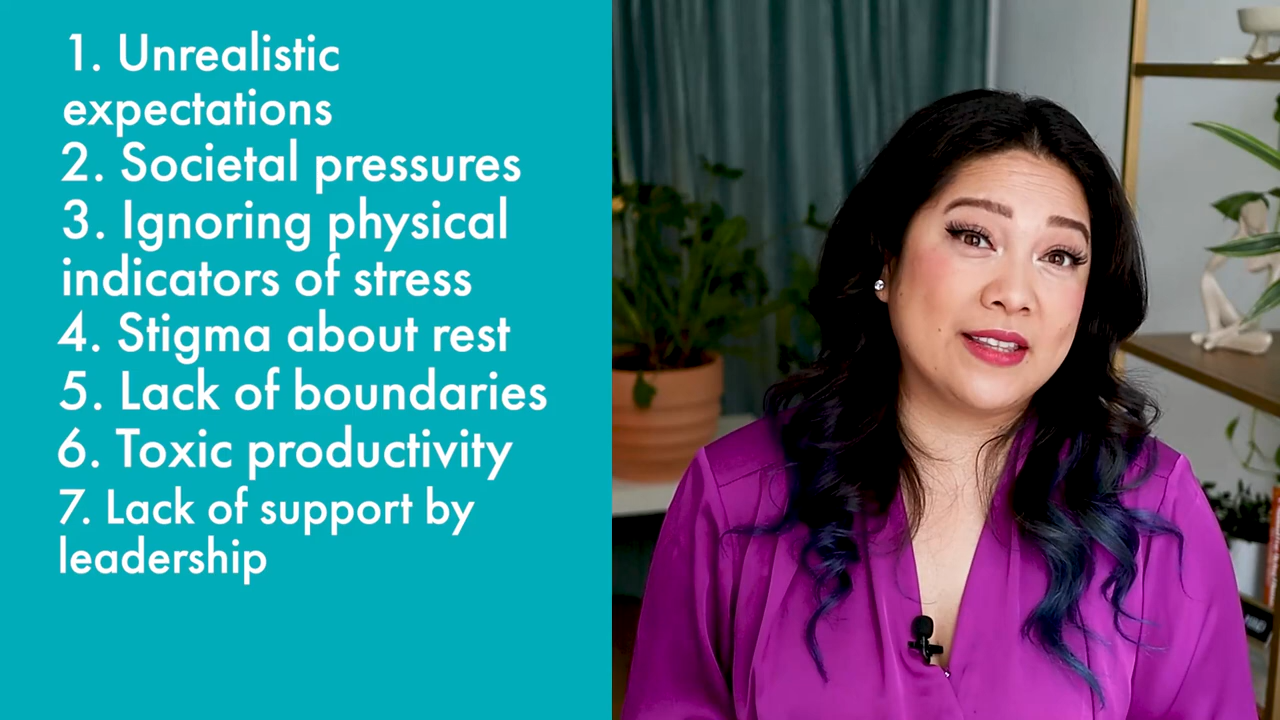 1. Unrealistic
expectations
2. Societal pressures
3. Ignoring physical
indicators of stress
4. Stigma about rest
5. Lack of boundaries
6. Toxic productivity
7. Lack of support by
leadership